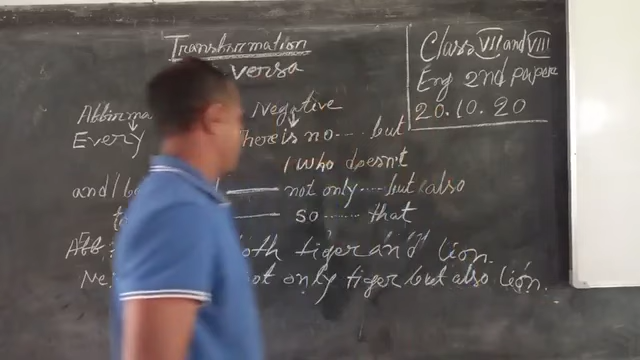 Transformation
versa
Class VII and VIII
Eng 2nd paper
20.10.20
Negative
Every
There is no .... but
/ who doesn't
and / not only .... but also
so ...... that
both tiger and lion.
not only tiger but also lion.